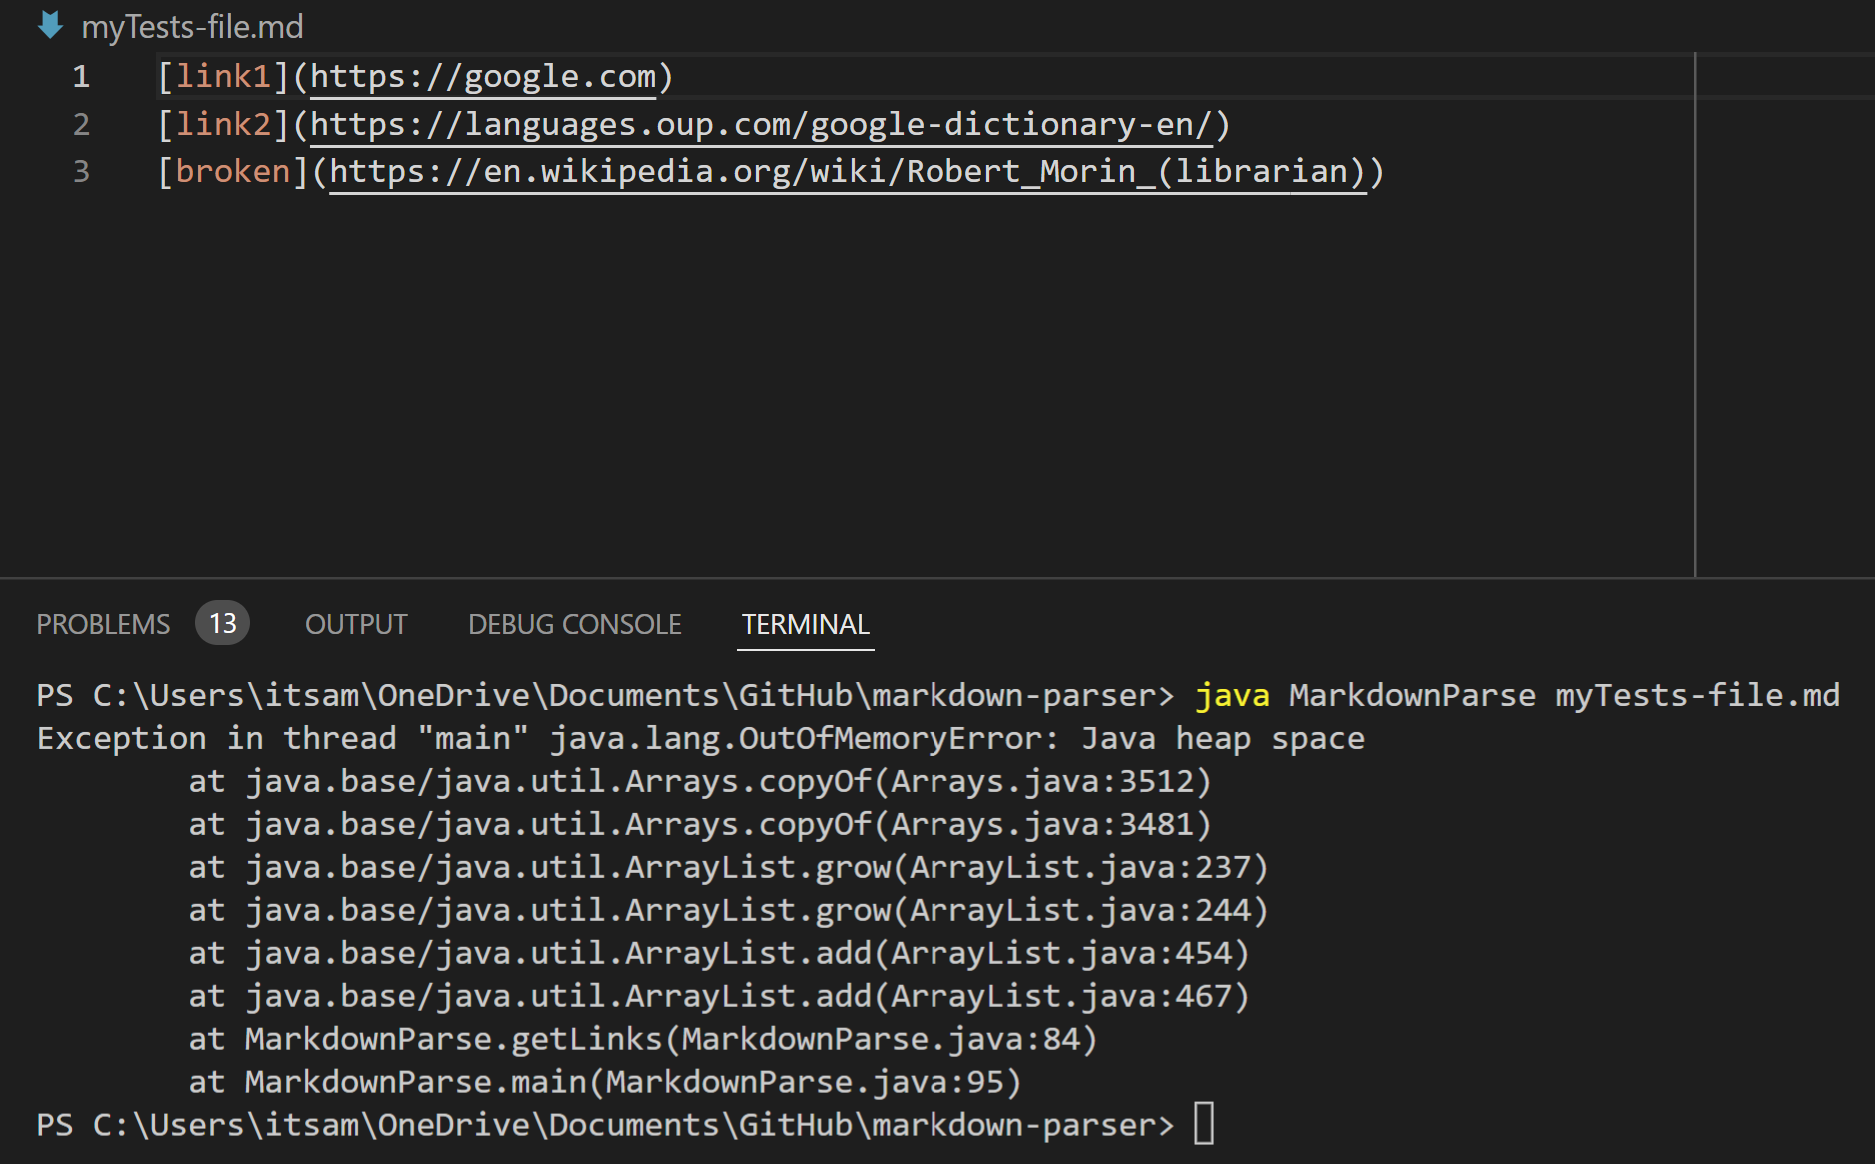 myTests-file.md
1 [link1](https://google.com)
2 [link2](https://languages.oup.com/google-dictionary-en/)
3 [broken](https://en.wikipedia.org/wiki/Robert_Morin_(librarian))
PROBLEMS 13 OUTPUT DEBUG CONSOLE TERMINAL
PS C:\Users\itsam\OneDrive\Documents\GitHub\markdown-parser> java MarkdownParse myTests-file.md
Exception in thread "main" java.lang.OutOfMemoryError: Java heap space
        at java.base/java.util.Arrays.copyOf(Arrays.java:3512)
        at java.base/java.util.Arrays.copyOf(Arrays.java:3481)
        at java.base/java.util.ArrayList.grow(ArrayList.java:237)
        at java.base/java.util.ArrayList.grow(ArrayList.java:244)
        at java.base/java.util.ArrayList.add(ArrayList.java:454)
        at java.base/java.util.ArrayList.add(ArrayList.java:467)
        at MarkdownParse.getLinks(MarkdownParse.java:84)
        at MarkdownParse.main(MarkdownParse.java:95)
PS C:\Users\itsam\OneDrive\Documents\GitHub\markdown-parser>